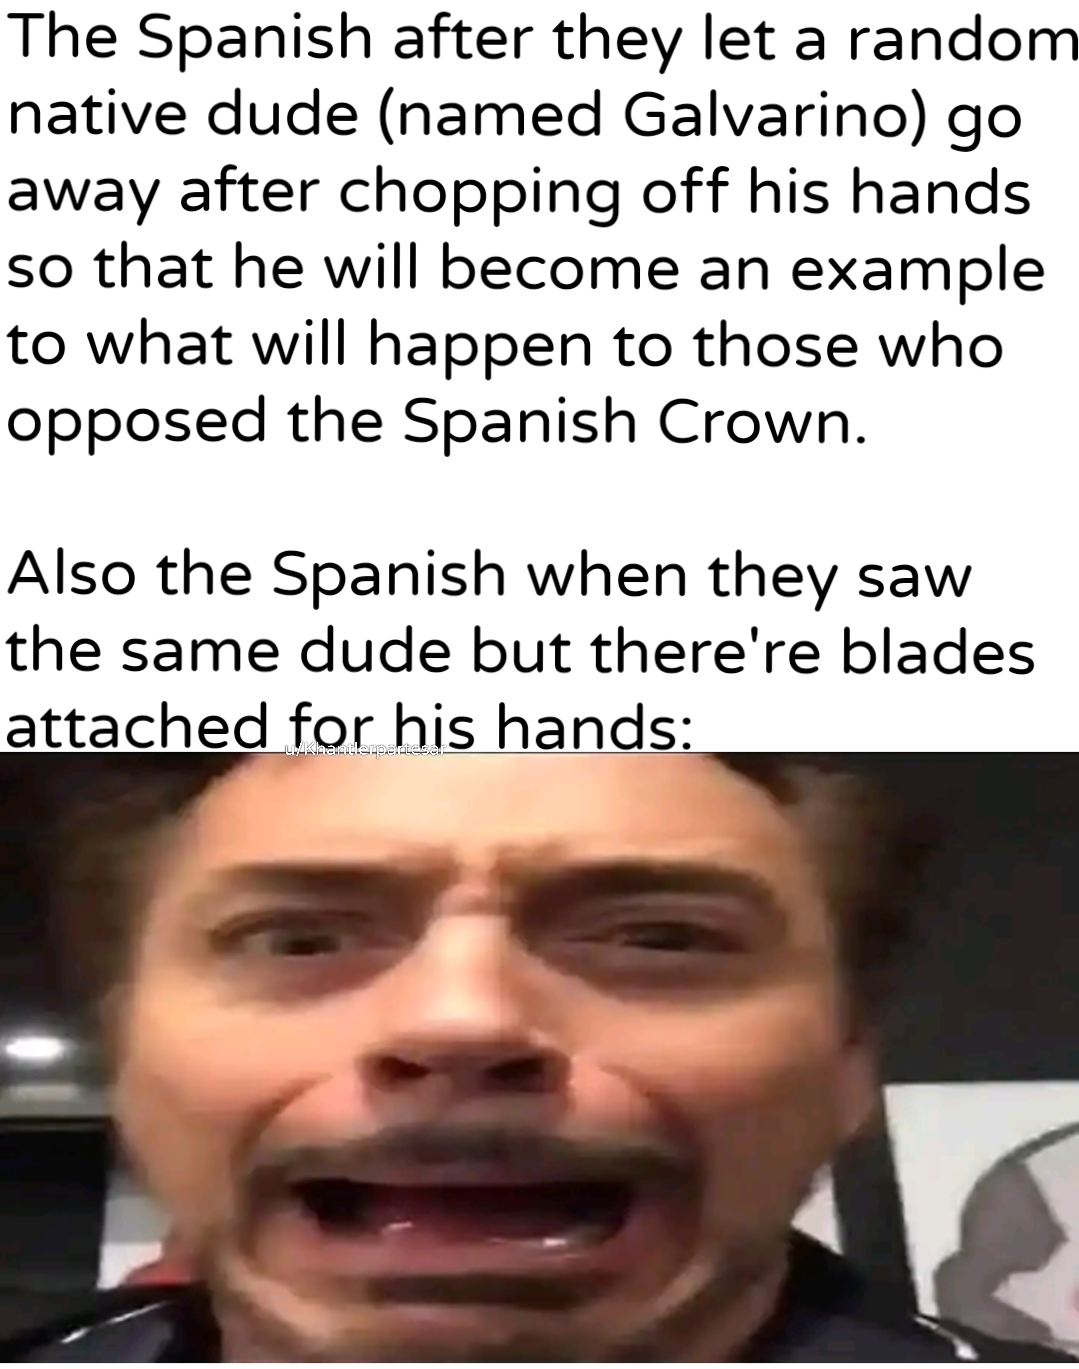 The Spanish after they let a random
native dude (named Galvarino) go
away after chopping off his hands
so that he will become an example
to what will happen to those who
opposed the Spanish Crown.
Also the Spanish when they saw
the same dude but there're blades
attached for his hands:
u/Khantlerpartesar